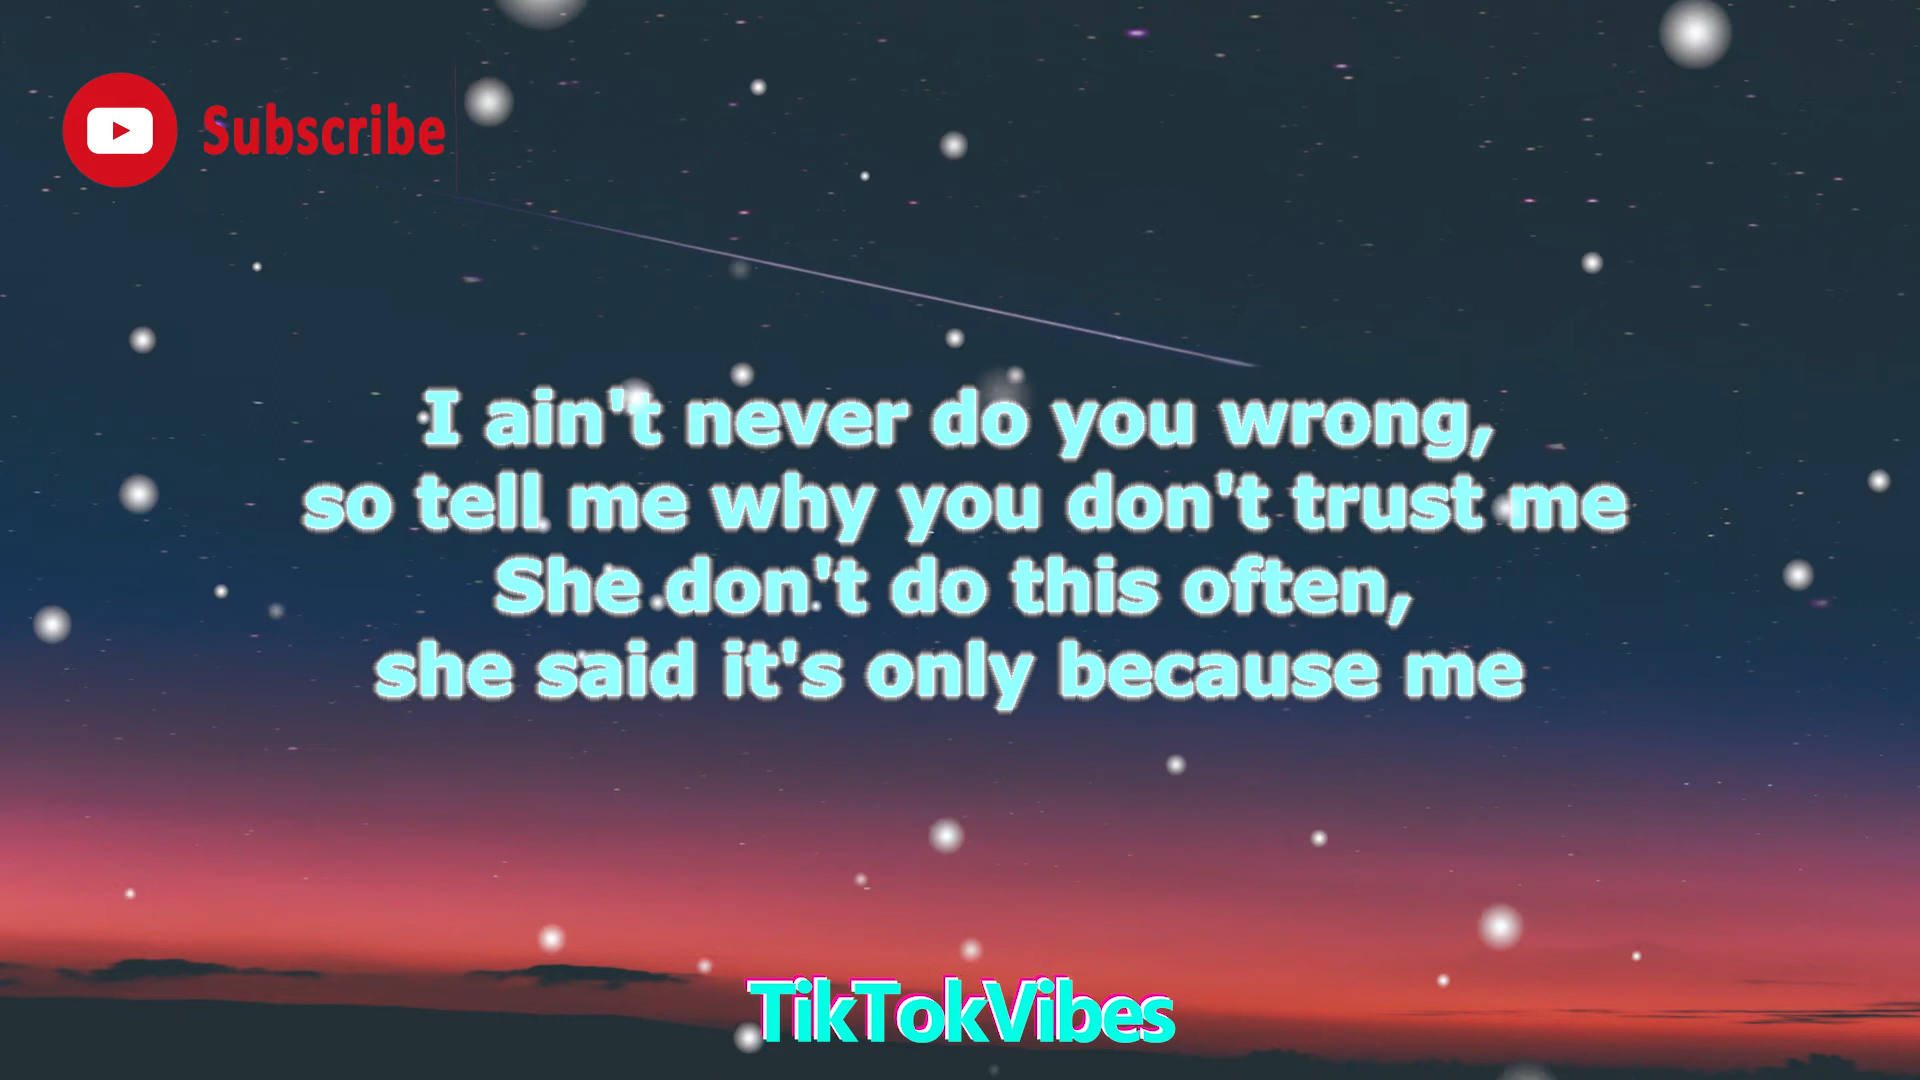 Subscribe
I ain't never do you wrong,
so tell me why you don't trust me
She don't do this often,
she said it's only because me
TikTokVibes